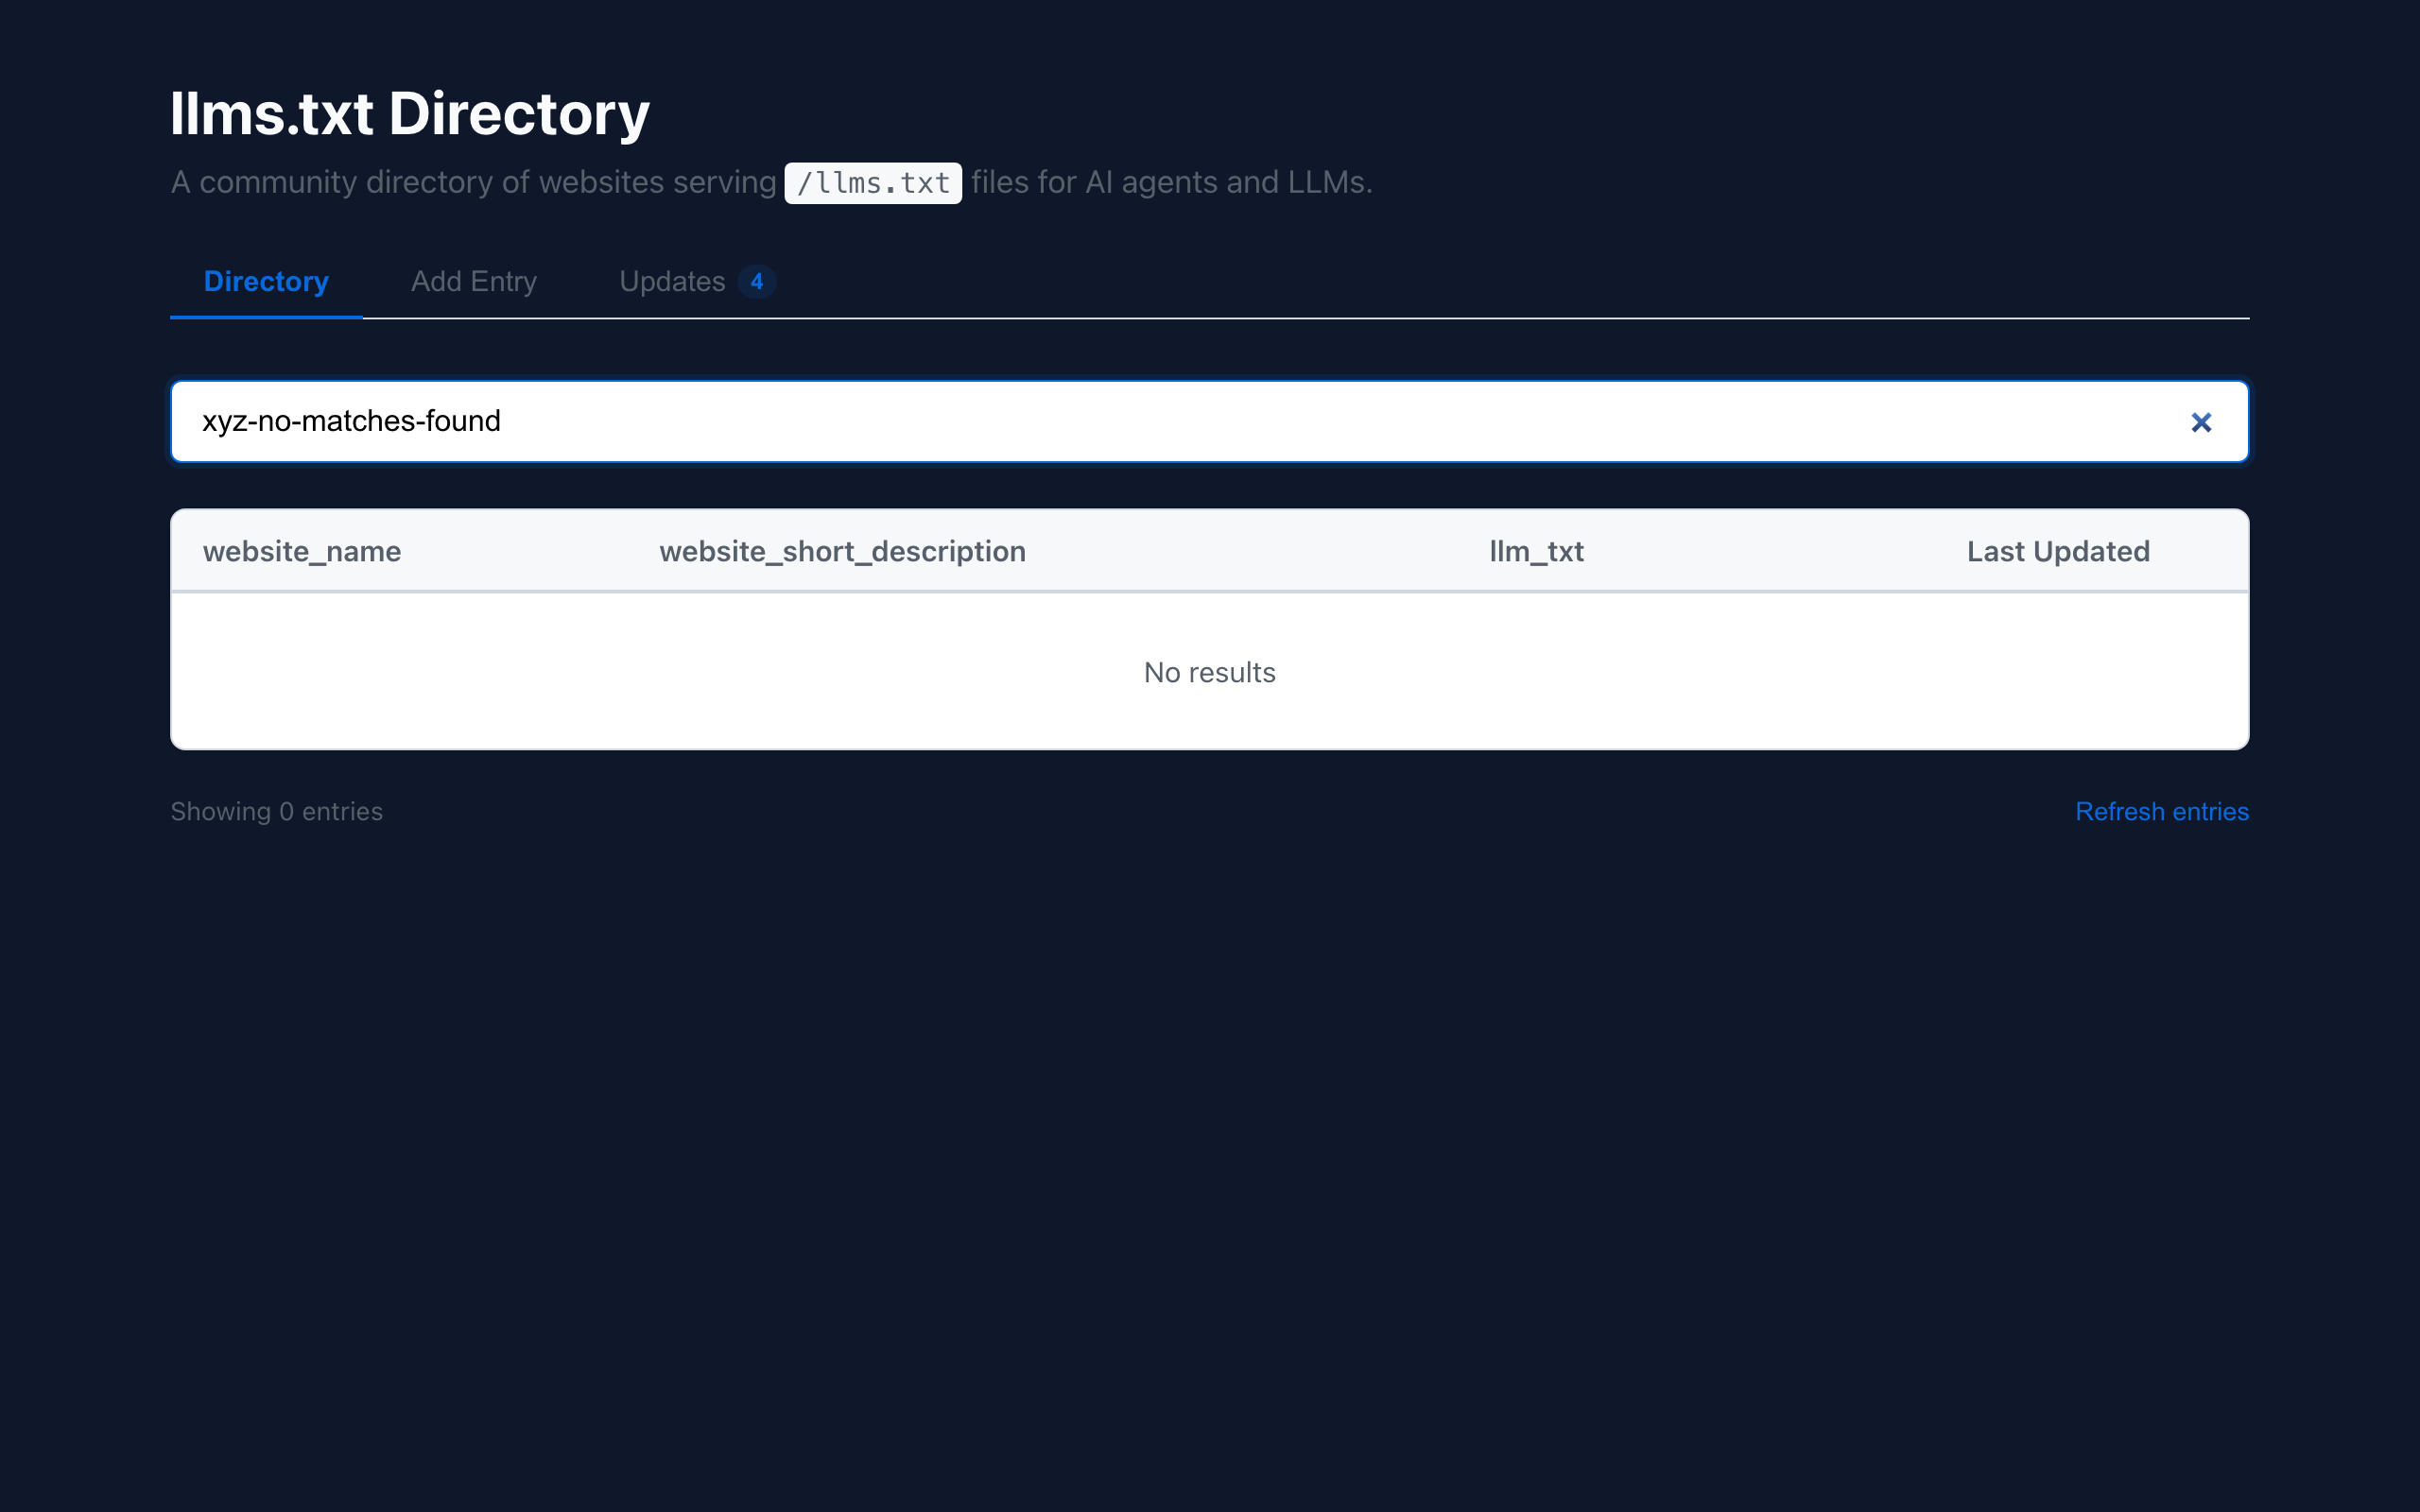 llms.txt Directory
A community directory of websites serving /llms.txt files for AI agents and LLMs.
Directory Add Entry Updates 4
xyz-no-matches-found
website_name website_short_description llm_txt Last Updated
No results
Showing 0 entries Refresh entries